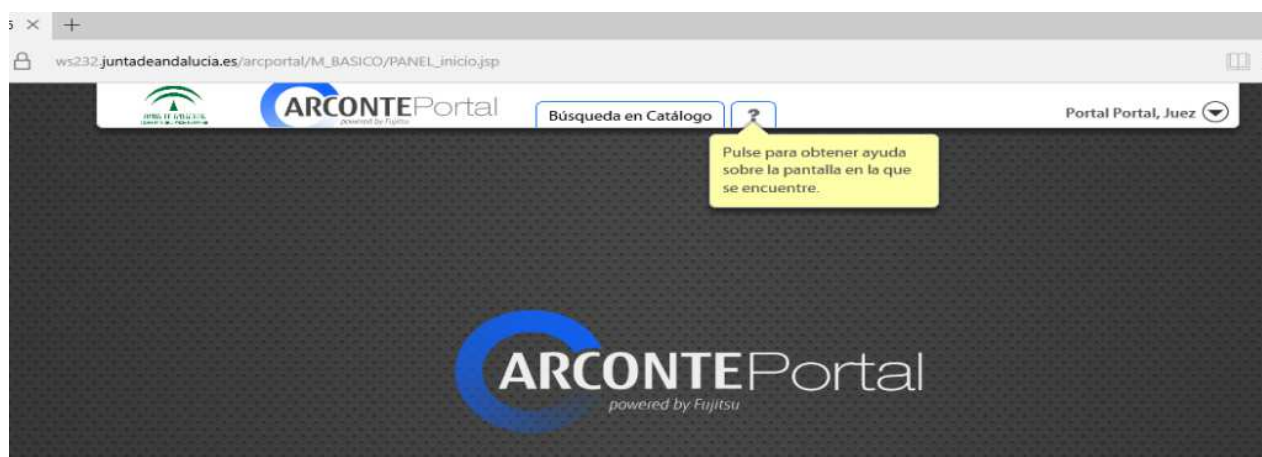 ws232.juntadeandalucia.es/arcportal/M_BASICO/PANEL_inicio.jsp
ARCONTEPortal
powered by Fujitsu
Búsqueda en Catálogo
?
Portal Portal, Juez
Pulse para obtener ayuda
sobre la pantalla en la que
se encuentre.
ARCONTEPortal
powered by Fujitsu